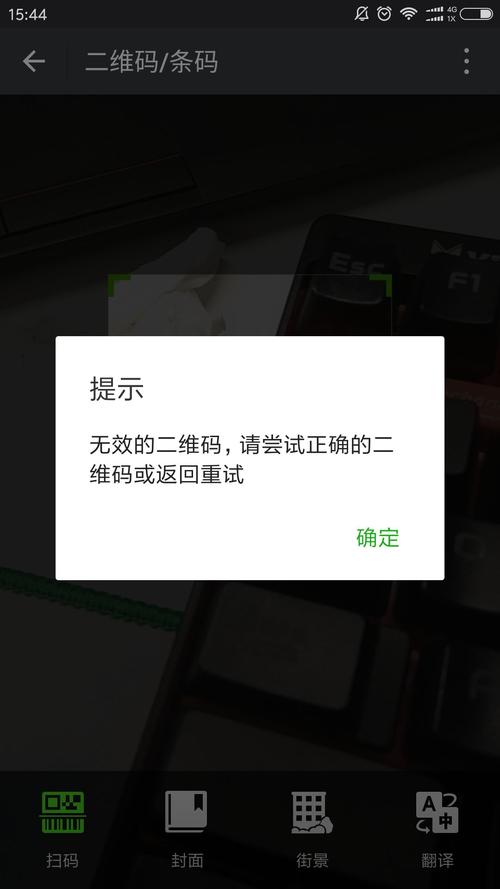 15:44
4G
1X
二维码/条码
Esc
F1
提示
无效的二维码，请尝试正确的二
维码或返回重试
确定
A
中
扫码
封面
街景
翻译